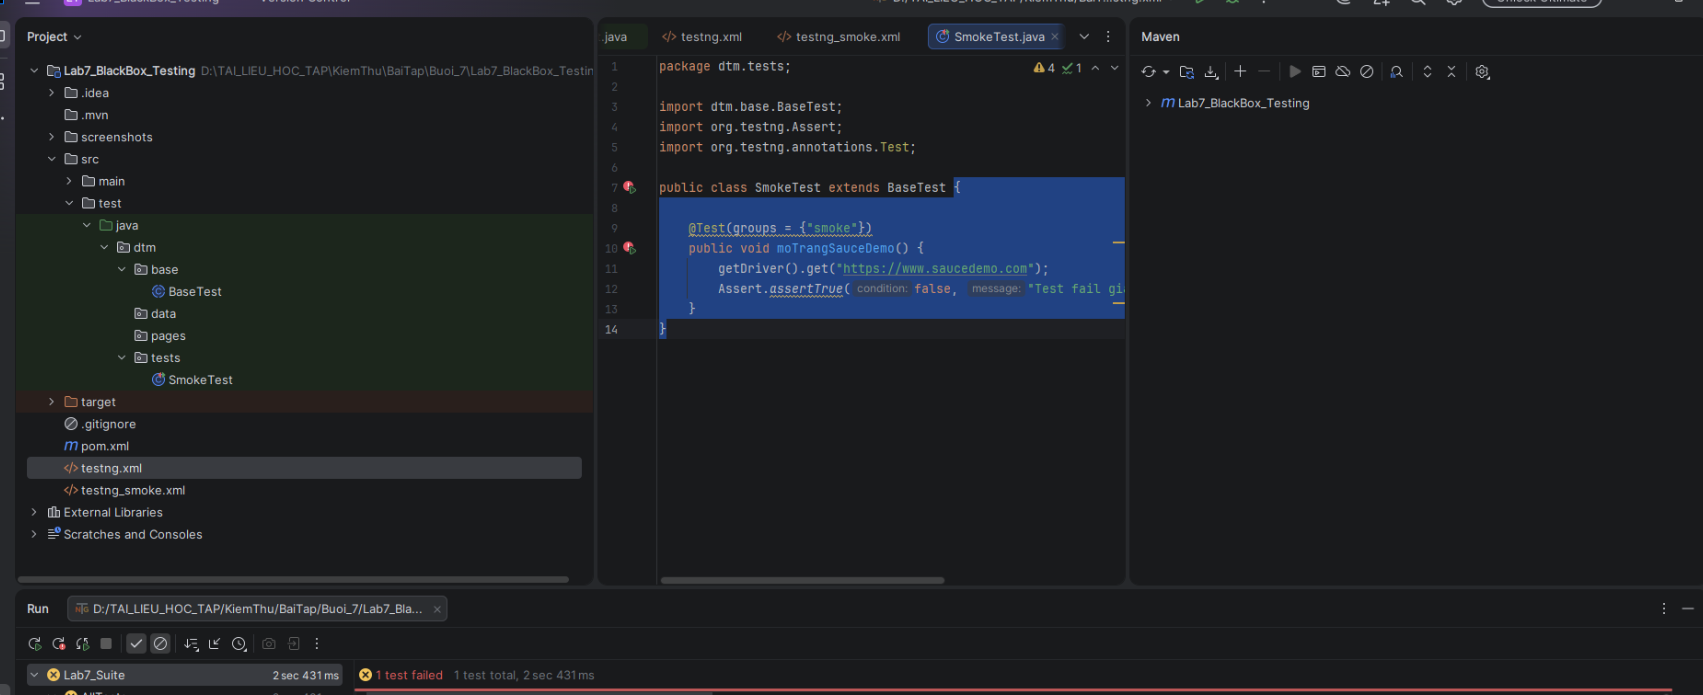 Project
Lab7_BlackBox_Testing D:\TAI_LIEU_HOC_TAP\KiemThu\BaiTap\Buoi_7\Lab7_BlackBox_Testin
.idea
.mvn
screenshots
src
main
test
java
dtm
base
BaseTest
data
pages
tests
SmokeTest
target
.gitignore
pom.xml
testng.xml
testng_smoke.xml
External Libraries
Scratches and Consoles
.java testng.xml testng_smoke.xml SmokeTest.java
4 1
1 package dtm.tests;
2
3 import dtm.base.BaseTest;
4 import org.testng.Assert;
5 import org.testng.annotations.Test;
6
7 public class SmokeTest extends BaseTest {
8
9 @Test(groups = {"smoke"})
10 public void moTrangSauceDemo() {
11 getDriver().get("https://www.saucedemo.com");
12 Assert.assertTrue( condition: false, message: "Test fail gi
13 }
14 }
Maven
Lab7_BlackBox_Testing
Run D:/TAI_LIEU_HOC_TAP/KiemThu/BaiTap/Buoi_7/Lab7_Bla...
Lab7_Suite 2 sec 431 ms
1 test failed 1 test total, 2 sec 431 ms